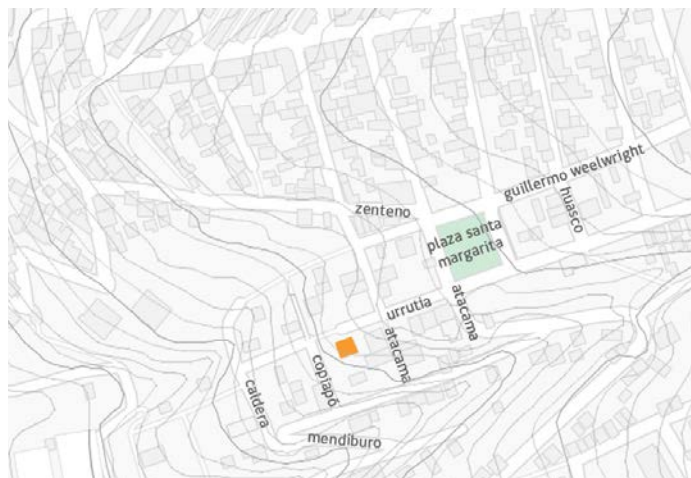 guillermo weelwright
huasco
zenteno
plaza santa
margarita
urrutia
atacama
atacama
copiapó
caldera
mendiburo